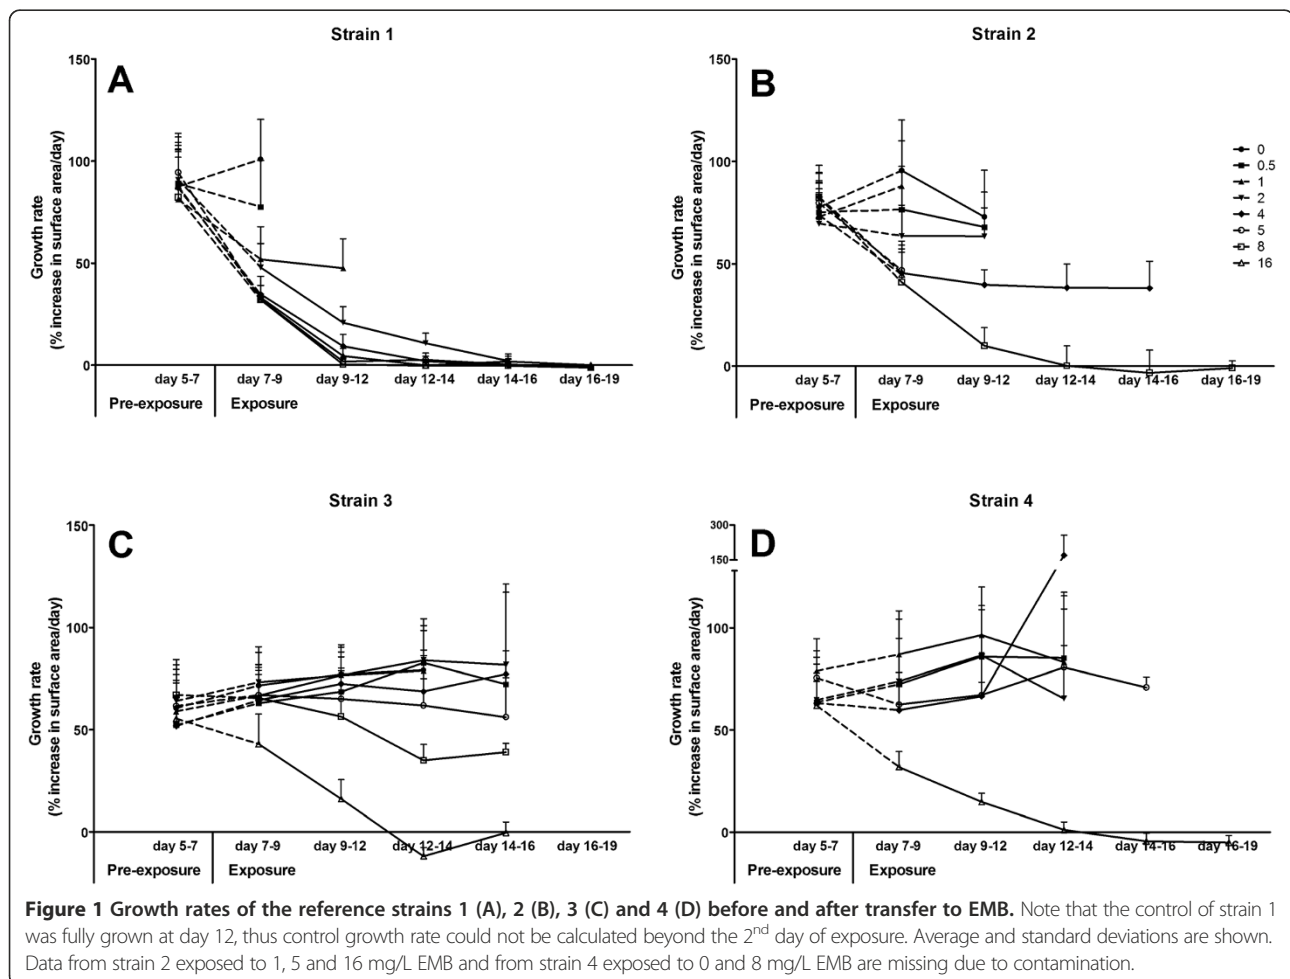 Strain 1
A
150
100
50
0
Growth rate
(% increase in surface area/day)
day 5-7 day 7-9 day 9-12 day 12-14 day 14-16 day 16-19
Pre-exposure Exposure
Strain 2
B
150
100
50
0
Growth rate
(% increase in surface area/day)
0
0.5
1
2
4
5
8
16
day 5-7 day 7-9 day 9-12 day 12-14 day 14-16 day 16-19
Pre-exposure Exposure
Strain 3
C
150
100
50
0
Growth rate
(% increase in surface area/day)
day 5-7 day 7-9 day 9-12 day 12-14 day 14-16 day 16-19
Pre-exposure Exposure
Strain 4
D
300
150
100
50
0
Growth rate
(% increase in surface area/day)
day 5-7 day 7-9 day 9-12 day 12-14 day 14-16 day 16-19
Pre-exposure Exposure
Figure 1 Growth rates of the reference strains 1 (A), 2 (B), 3 (C) and 4 (D) before and after transfer to EMB. Note that the control of strain 1
was fully grown at day 12, thus control growth rate could not be calculated beyond the 2nd day of exposure. Average and standard deviations are shown.
Data from strain 2 exposed to 1, 5 and 16 mg/L EMB and from strain 4 exposed to 0 and 8 mg/L EMB are missing due to contamination.